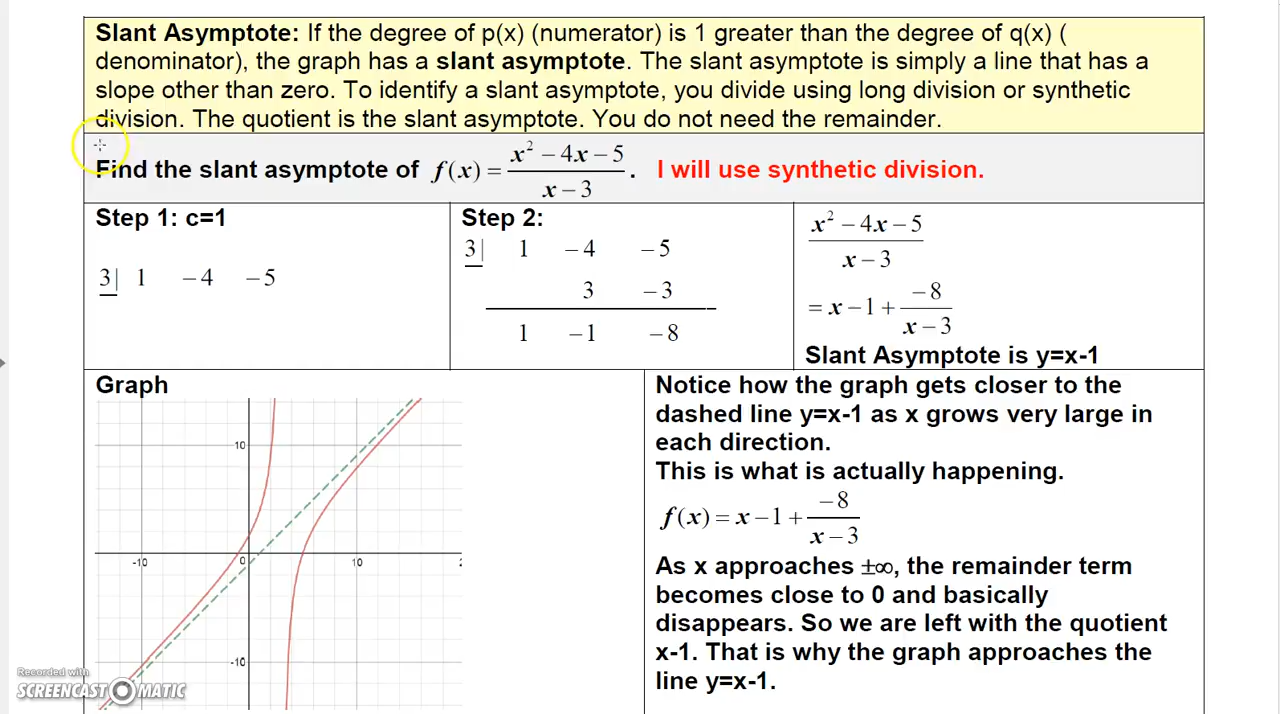 Slant Asymptote: If the degree of p(x) (numerator) is 1 greater than the degree of q(x) (
denominator), the graph has a slant asymptote. The slant asymptote is simply a line that has a
slope other than zero. To identify a slant asymptote, you divide using long division or synthetic
division. The quotient is the slant asymptote. You do not need the remainder.
Find the slant asymptote of f(x) = (x² − 4x − 5)/(x − 3). I will use synthetic division.
Step 1: c=1
3| 1 −4 −5
Step 2:
3| 1 −4 −5
3 −3
1 −1 −8
(x² − 4x − 5)/(x − 3)
= x − 1 + (−8)/(x − 3)
Slant Asymptote is y=x-1
Graph
10
-10
0
10
2
-10
Notice how the graph gets closer to the
dashed line y=x-1 as x grows very large in
each direction.
This is what is actually happening.
f(x) = x − 1 + (−8)/(x − 3)
As x approaches ±∞, the remainder term
becomes close to 0 and basically
disappears. So we are left with the quotient
x-1. That is why the graph approaches the
line y=x-1.
Recorded with
SCREENCAST-O-MATIC